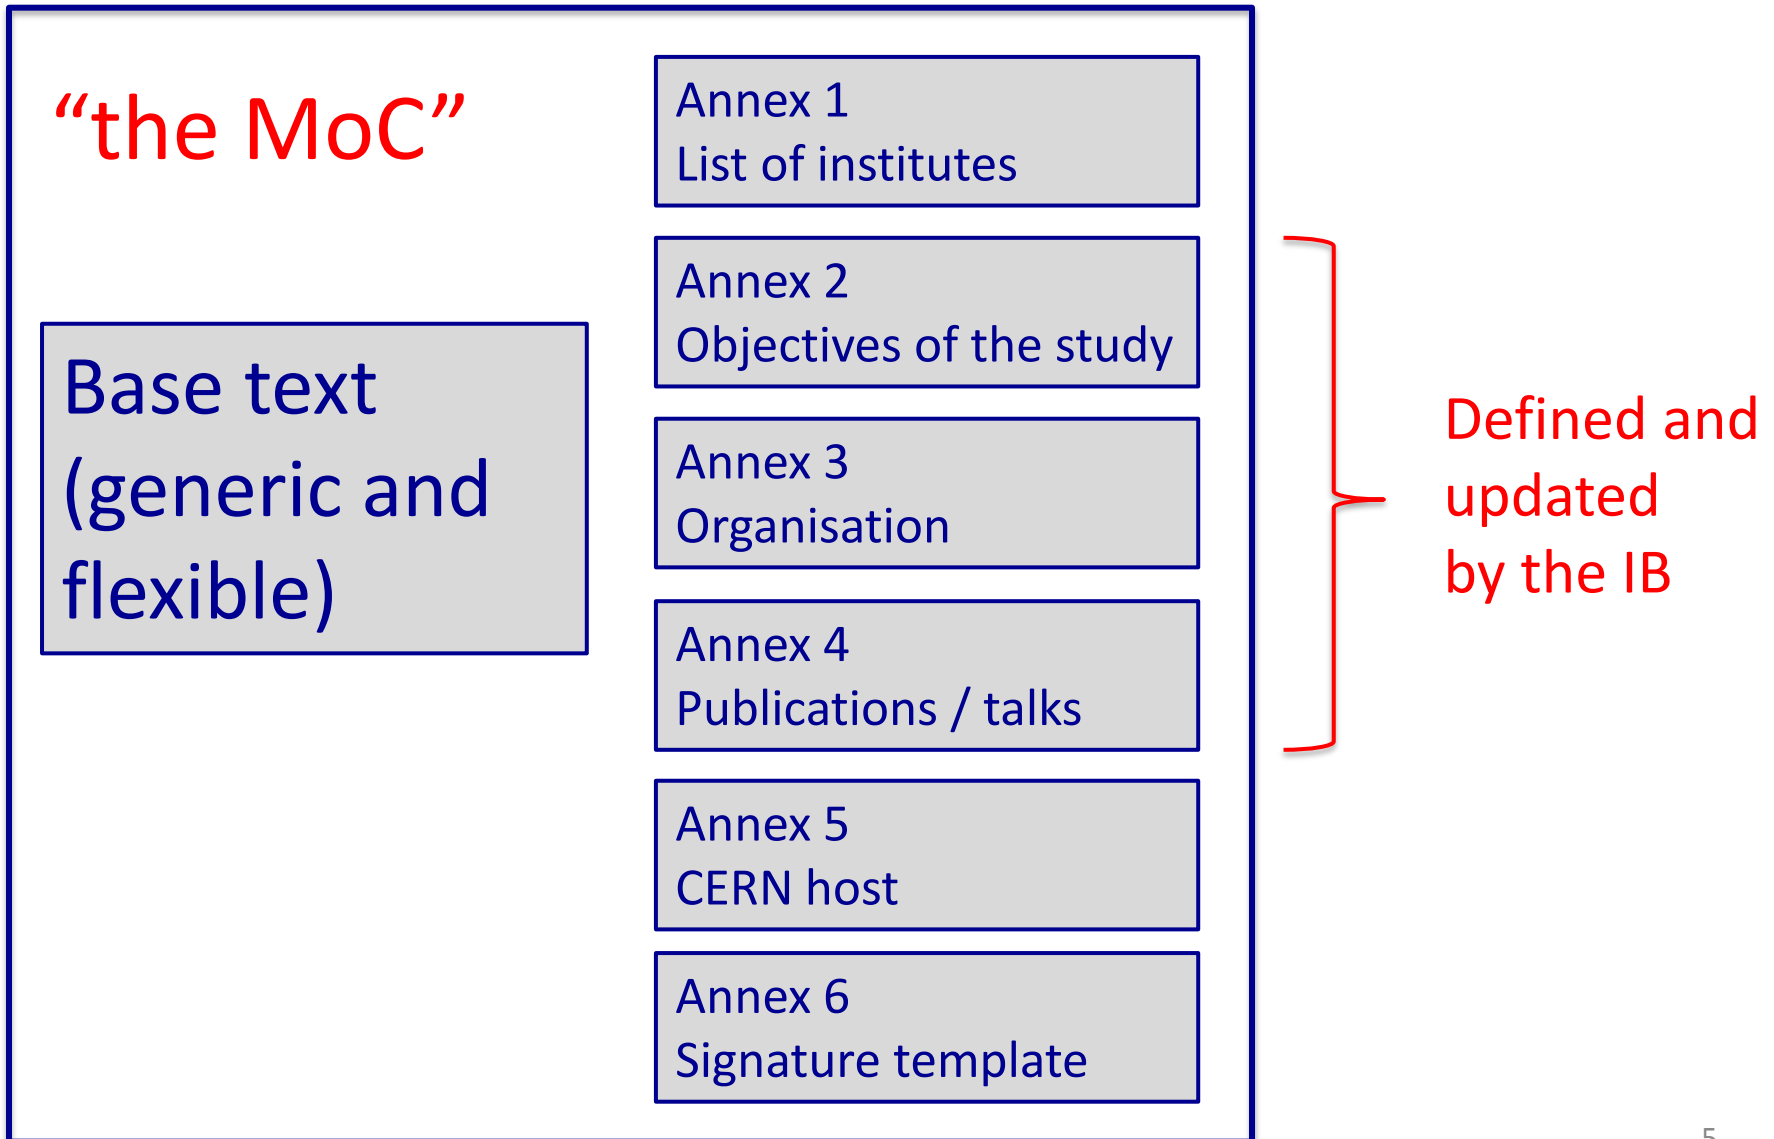 “the MoC”
Base text
(generic and
flexible)
Annex 1
List of institutes
Annex 2
Objectives of the study
Annex 3
Organisation
Annex 4
Publications / talks
Annex 5
CERN host
Annex 6
Signature template
Defined and
updated
by the IB
5